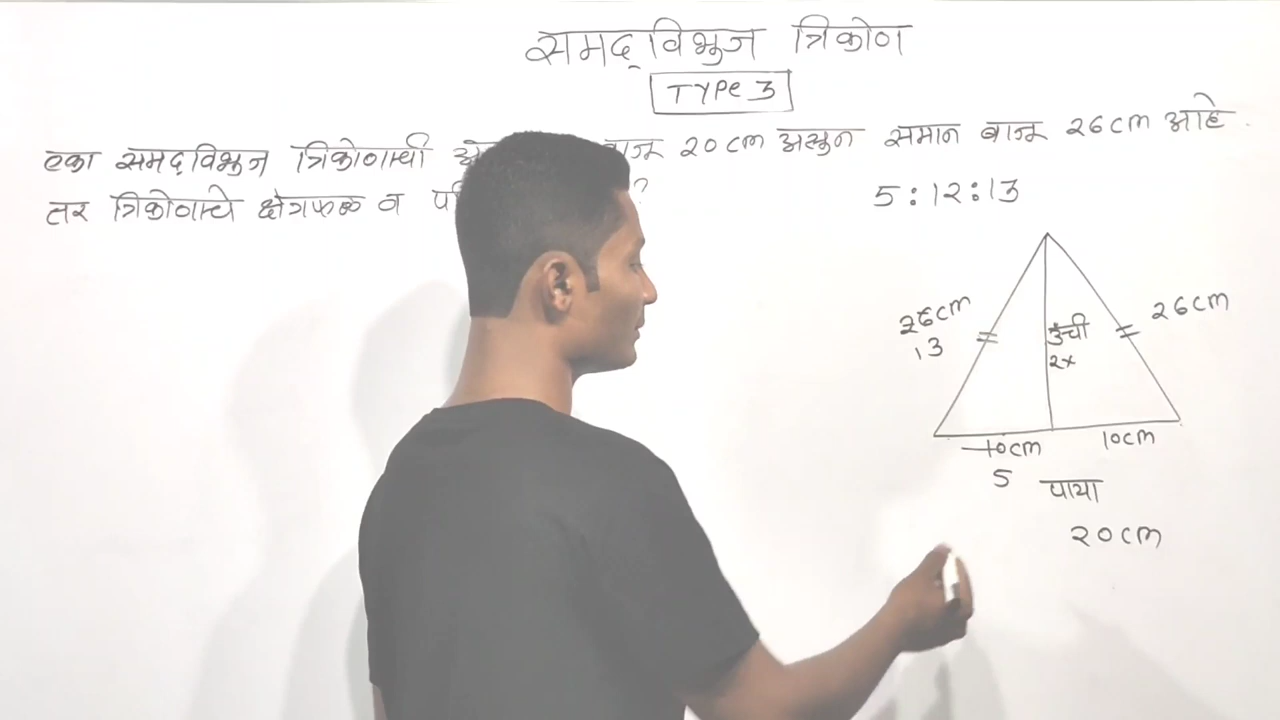 समद्विभुज त्रिकोण
TYPE 3
एका समद्विभुज त्रिकोणाची बाजू 20cm असून समान बाजू 26cm आहे.
तर त्रिकोणाचे क्षेत्रफळ व ?
5:12:13
26cm
26cm
13
उंची
2x
10cm
10cm
5
पाया
20cm